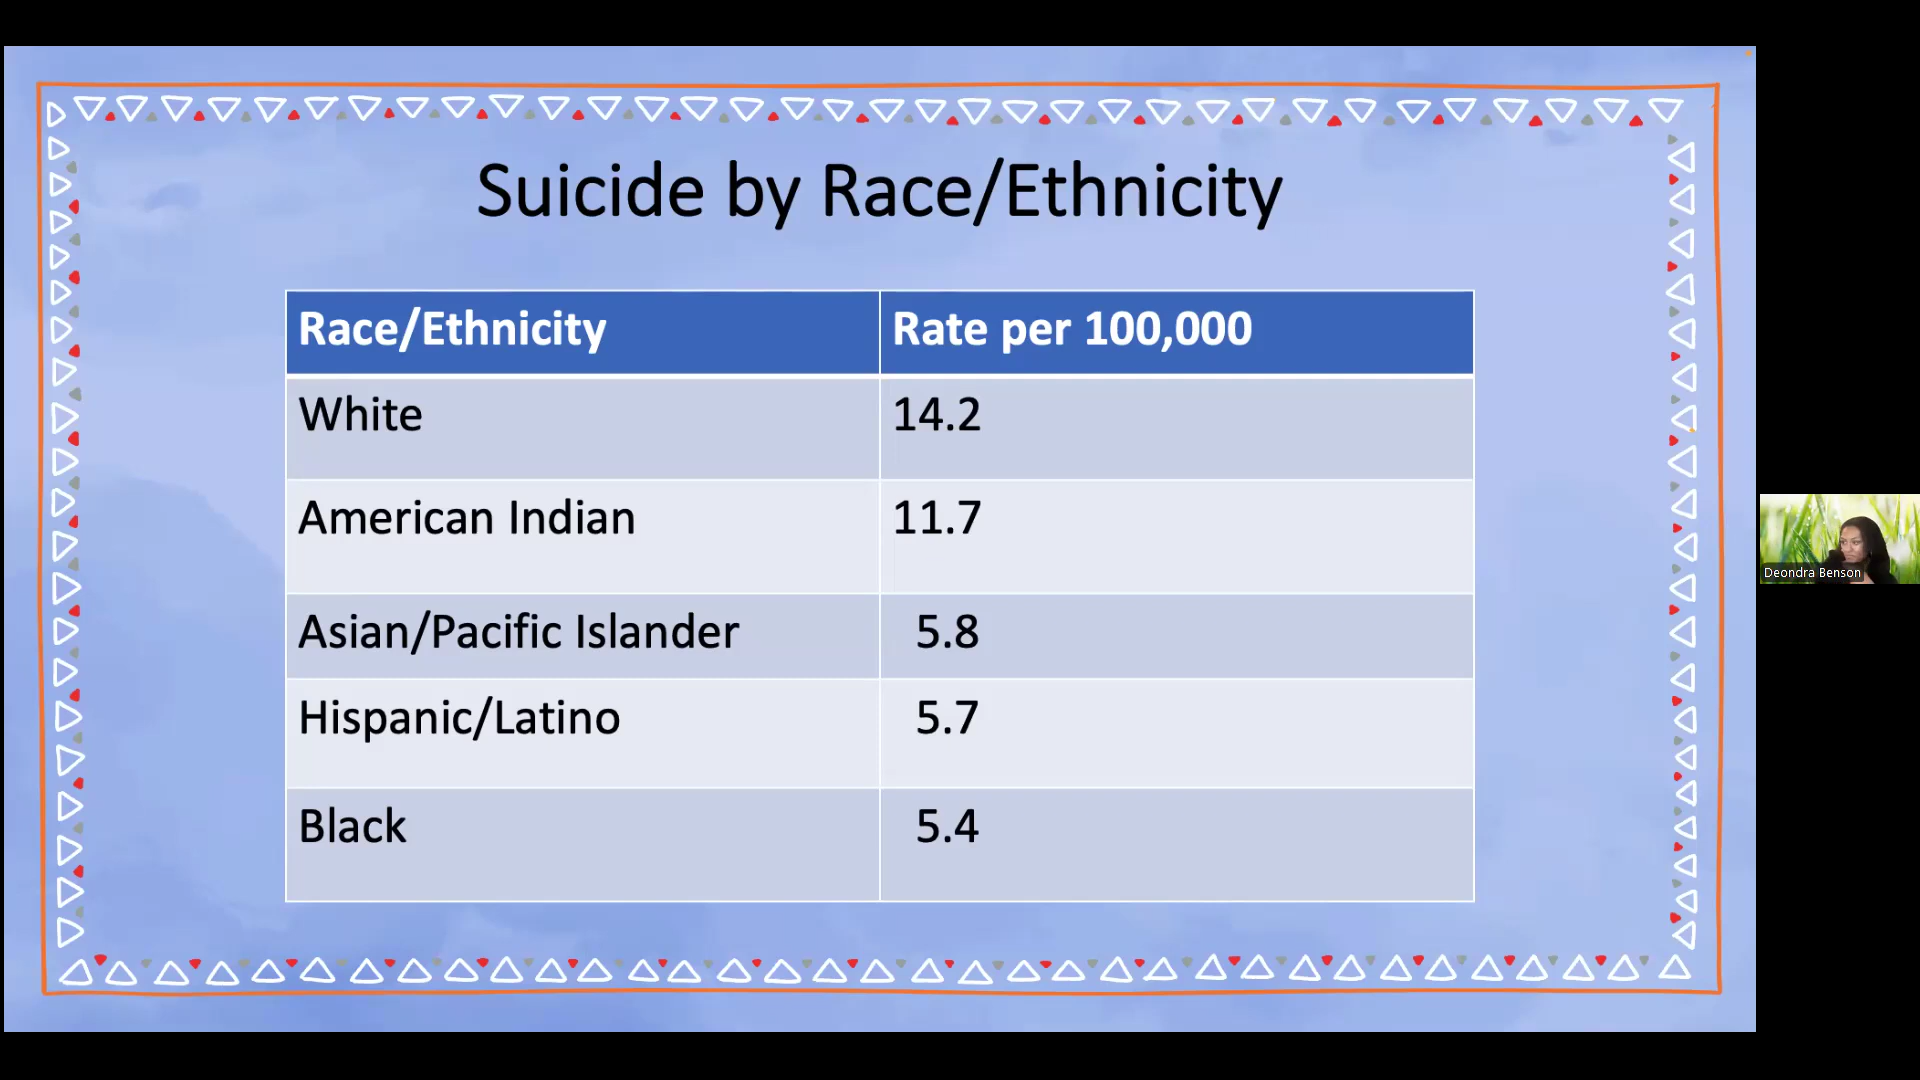 Suicide by Race/Ethnicity
Race/Ethnicity Rate per 100,000
White 14.2
American Indian 11.7
Asian/Pacific Islander 5.8
Hispanic/Latino 5.7
Black 5.4
Deondra Benson